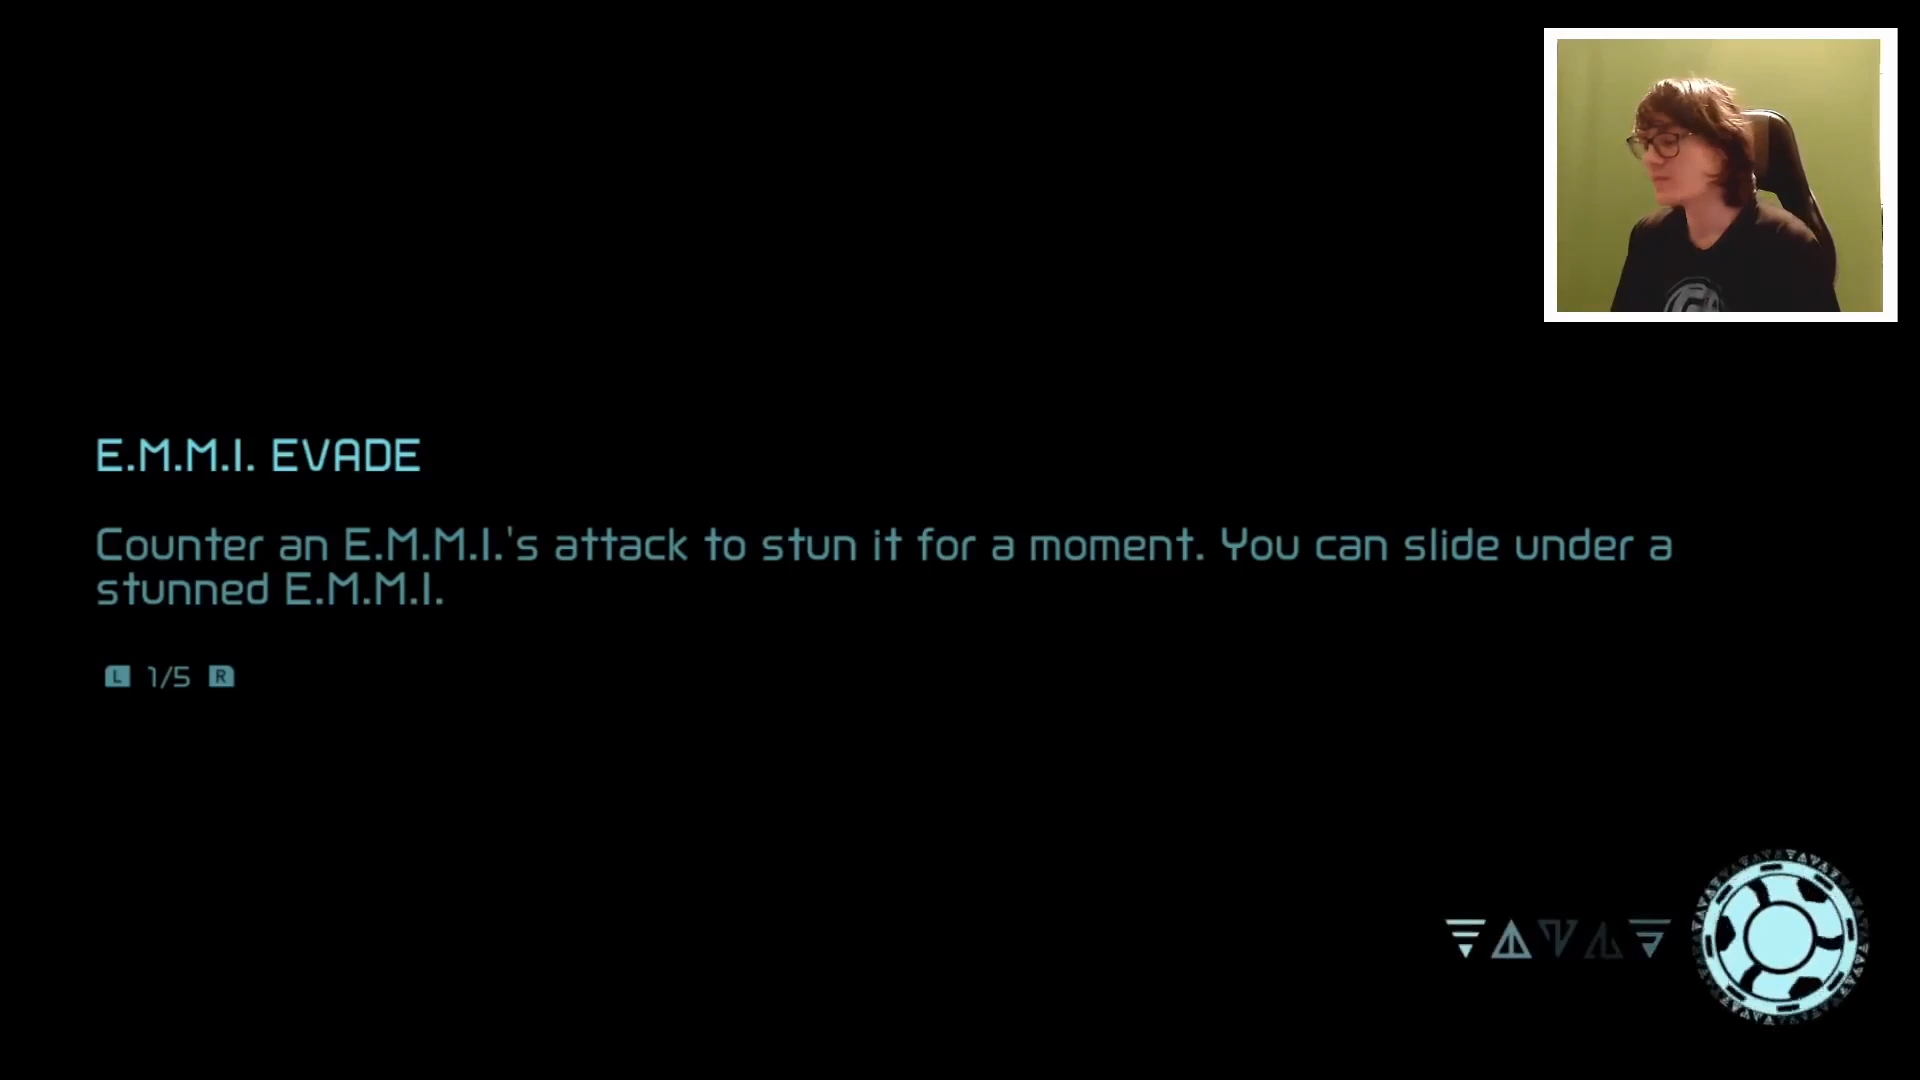 E.M.M.I. EVADE
Counter an E.M.M.I.'s attack to stun it for a moment. You can slide under a
stunned E.M.M.I.
L 1/5 R